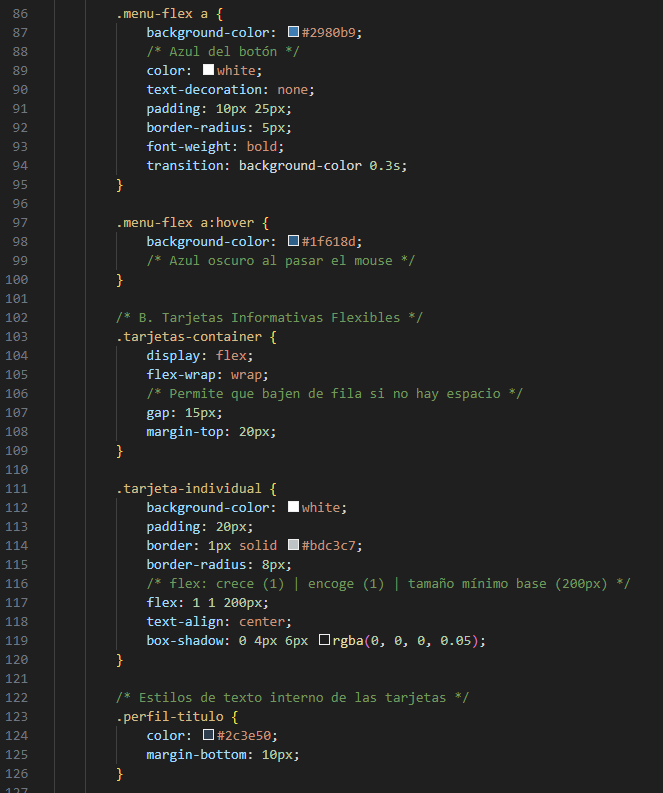 86 .menu-flex a {
87 background-color: #2980b9;
88 /* Azul del botón */
89 color: white;
90 text-decoration: none;
91 padding: 10px 25px;
92 border-radius: 5px;
93 font-weight: bold;
94 transition: background-color 0.3s;
95 }
96
97 .menu-flex a:hover {
98 background-color: #1f618d;
99 /* Azul oscuro al pasar el mouse */
100 }
101
102 /* B. Tarjetas Informativas Flexibles */
103 .tarjetas-container {
104 display: flex;
105 flex-wrap: wrap;
106 /* Permite que bajen de fila si no hay espacio */
107 gap: 15px;
108 margin-top: 20px;
109 }
110
111 .tarjeta-individual {
112 background-color: white;
113 padding: 20px;
114 border: 1px solid #bdc3c7;
115 border-radius: 8px;
116 /* flex: crece (1) | encoge (1) | tamaño mínimo base (200px) */
117 flex: 1 1 200px;
118 text-align: center;
119 box-shadow: 0 4px 6px rgba(0, 0, 0, 0.05);
120 }
121
122 /* Estilos de texto interno de las tarjetas */
123 .perfil-titulo {
124 color: #2c3e50;
125 margin-bottom: 10px;
126 }
127